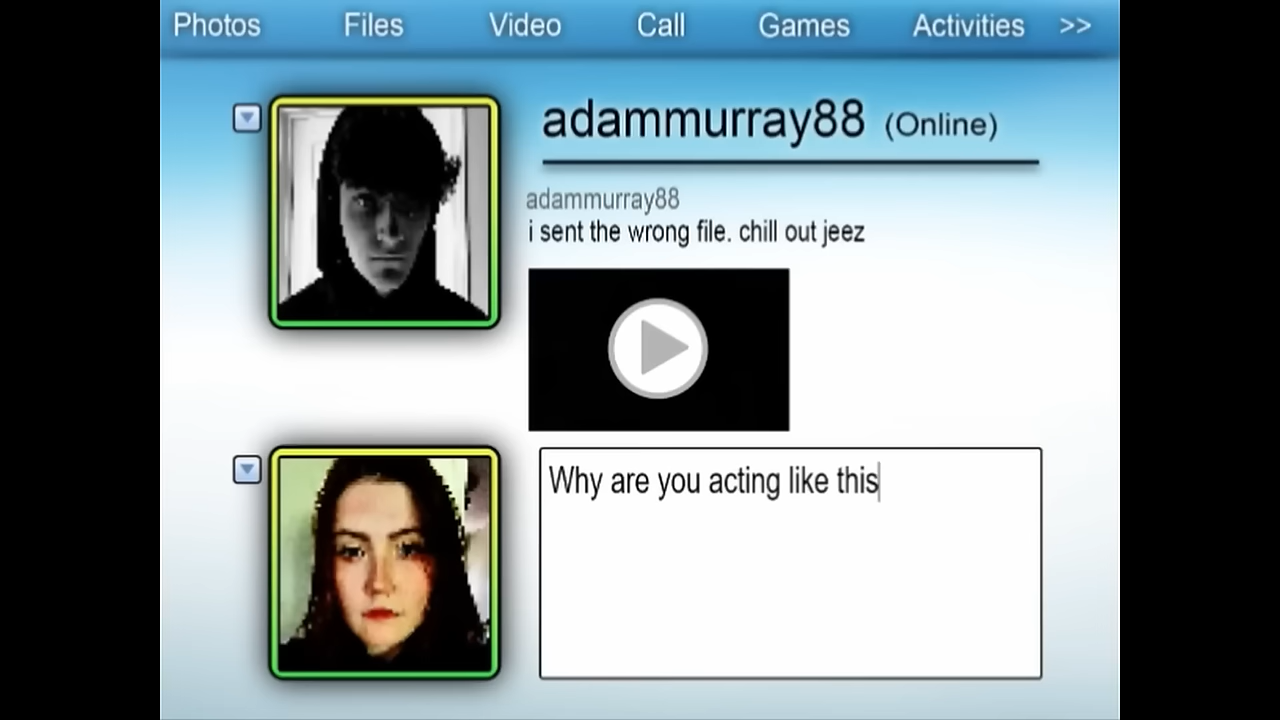 Photos Files Video Call Games Activities >>
adammurray88 (Online)
adammurray88
i sent the wrong file. chill out jeez
Why are you acting like this